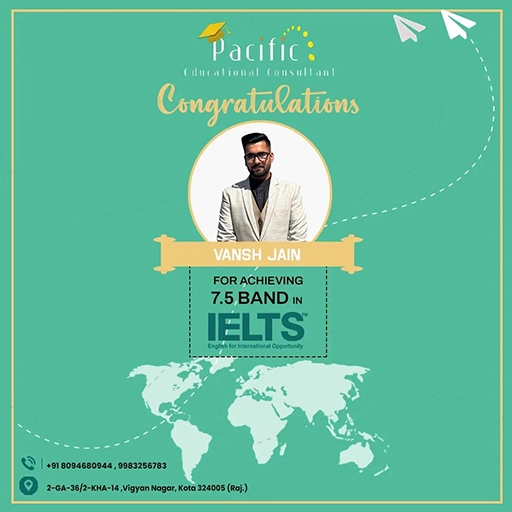 Pacific
Educational Consultant
Congratulations
VANSH JAIN
FOR ACHIEVING
7.5 BAND IN
IELTS™
English for International Opportunity
+91 8094680944 , 9983256783
2-GA-36/2-KHA-14 ,Vigyan Nagar, Kota 324005 (Raj.)